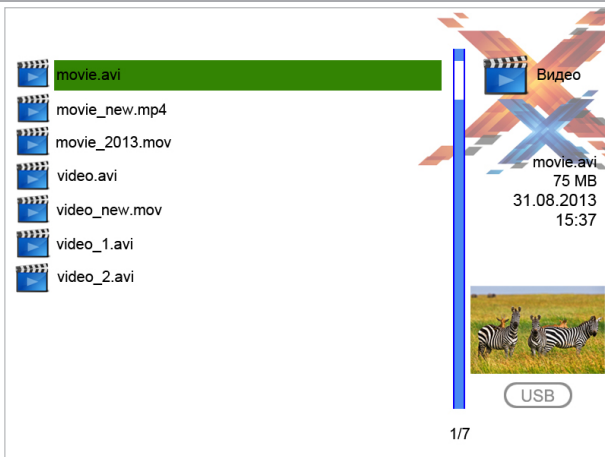 movie.avi
movie_new.mp4
movie_2013.mov
video.avi
video_new.mov
video_1.avi
video_2.avi
Видео
movie.avi
75 MB
31.08.2013
15:37
USB
1/7